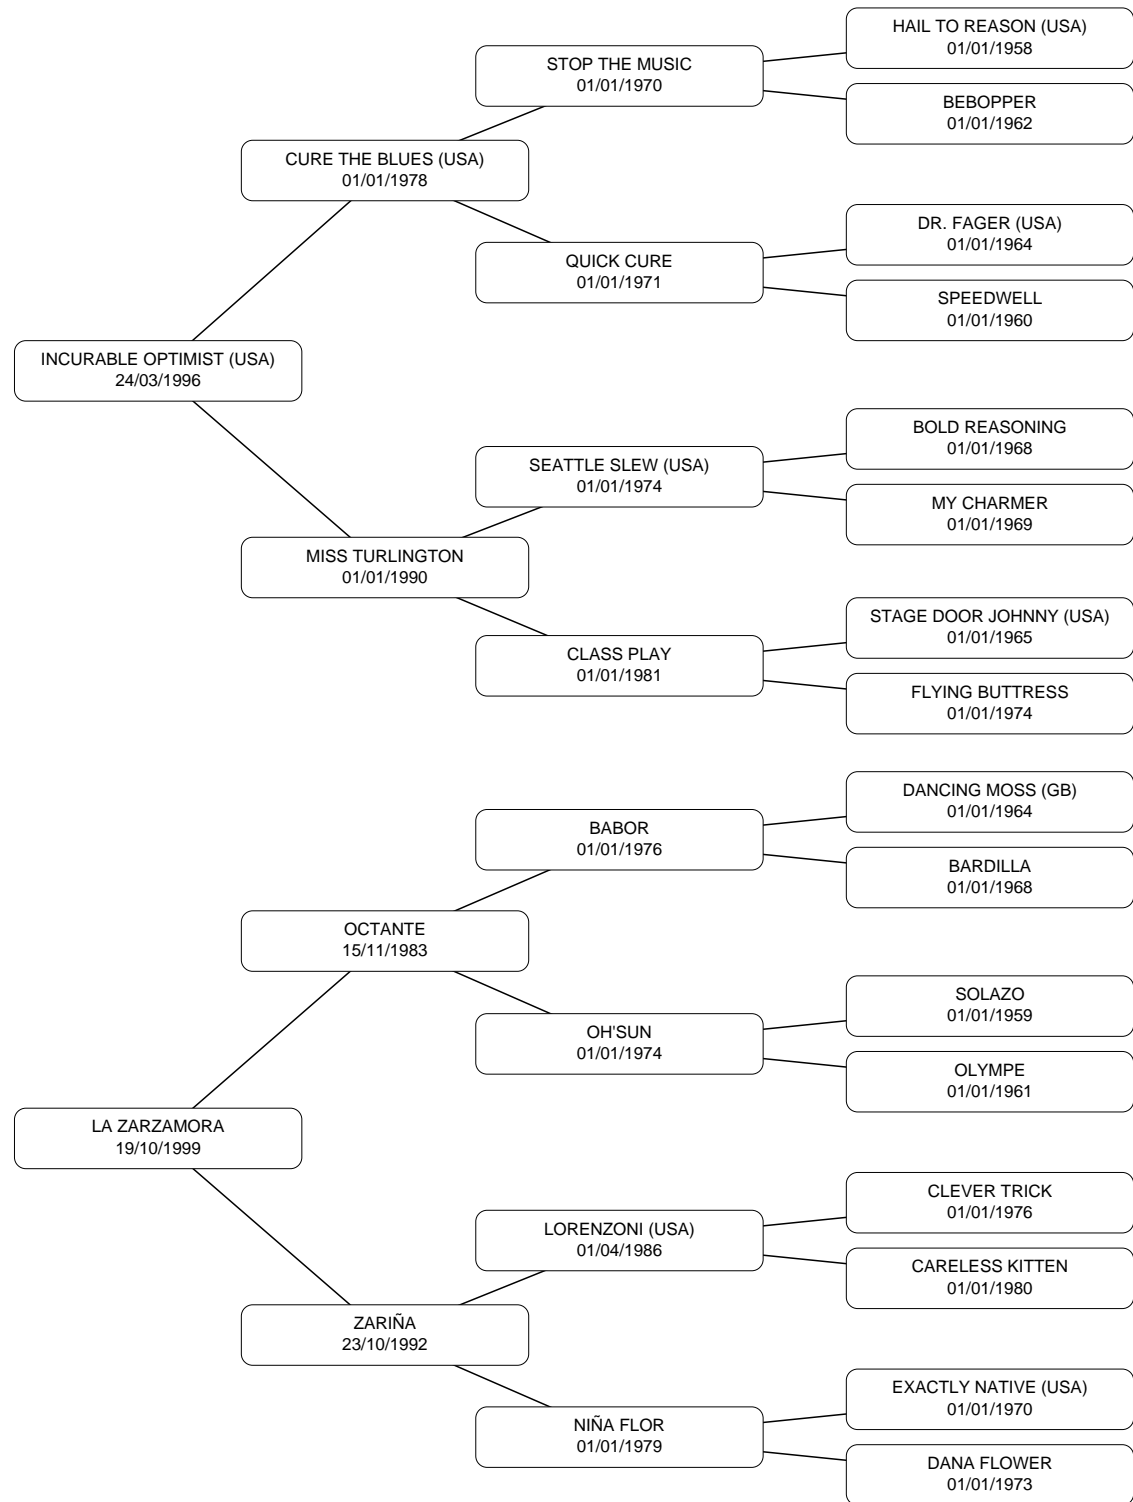 HAIL TO REASON (USA)
01/01/1958
STOP THE MUSIC
01/01/1970
BEBOPPER
01/01/1962
CURE THE BLUES (USA)
01/01/1978
DR. FAGER (USA)
01/01/1964
QUICK CURE
01/01/1971
SPEEDWELL
01/01/1960
INCURABLE OPTIMIST (USA)
24/03/1996
BOLD REASONING
01/01/1968
SEATTLE SLEW (USA)
01/01/1974
MY CHARMER
01/01/1969
MISS TURLINGTON
01/01/1990
STAGE DOOR JOHNNY (USA)
01/01/1965
CLASS PLAY
01/01/1981
FLYING BUTTRESS
01/01/1974
DANCING MOSS (GB)
01/01/1964
BABOR
01/01/1976
BARDILLA
01/01/1968
OCTANTE
15/11/1983
SOLAZO
01/01/1959
OH'SUN
01/01/1974
OLYMPE
01/01/1961
LA ZARZAMORA
19/10/1999
CLEVER TRICK
01/01/1976
LORENZONI (USA)
01/04/1986
CARELESS KITTEN
01/01/1980
ZARIÑA
23/10/1992
EXACTLY NATIVE (USA)
01/01/1970
NIÑA FLOR
01/01/1979
DANA FLOWER
01/01/1973